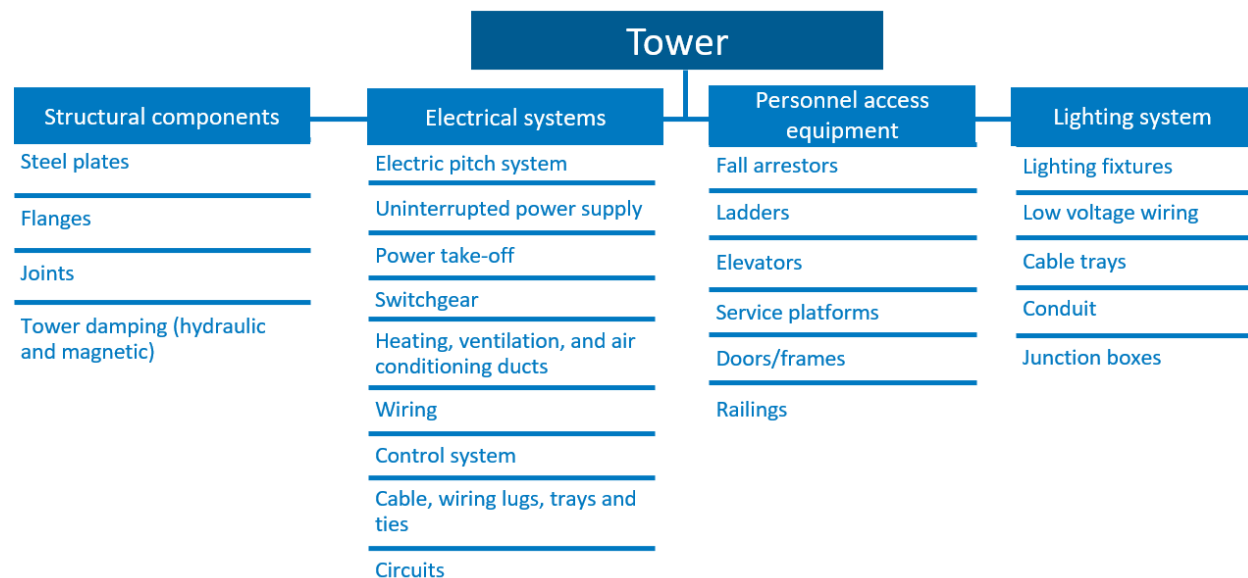 Tower
Structural components
Steel plates
Flanges
Joints
Tower damping (hydraulic
and magnetic)
Electrical systems
Electric pitch system
Uninterrupted power supply
Power take-off
Switchgear
Heating, ventilation, and air
conditioning ducts
Wiring
Control system
Cable, wiring lugs, trays and
ties
Circuits
Personnel access
equipment
Fall arrestors
Ladders
Elevators
Service platforms
Doors/frames
Railings
Lighting system
Lighting fixtures
Low voltage wiring
Cable trays
Conduit
Junction boxes